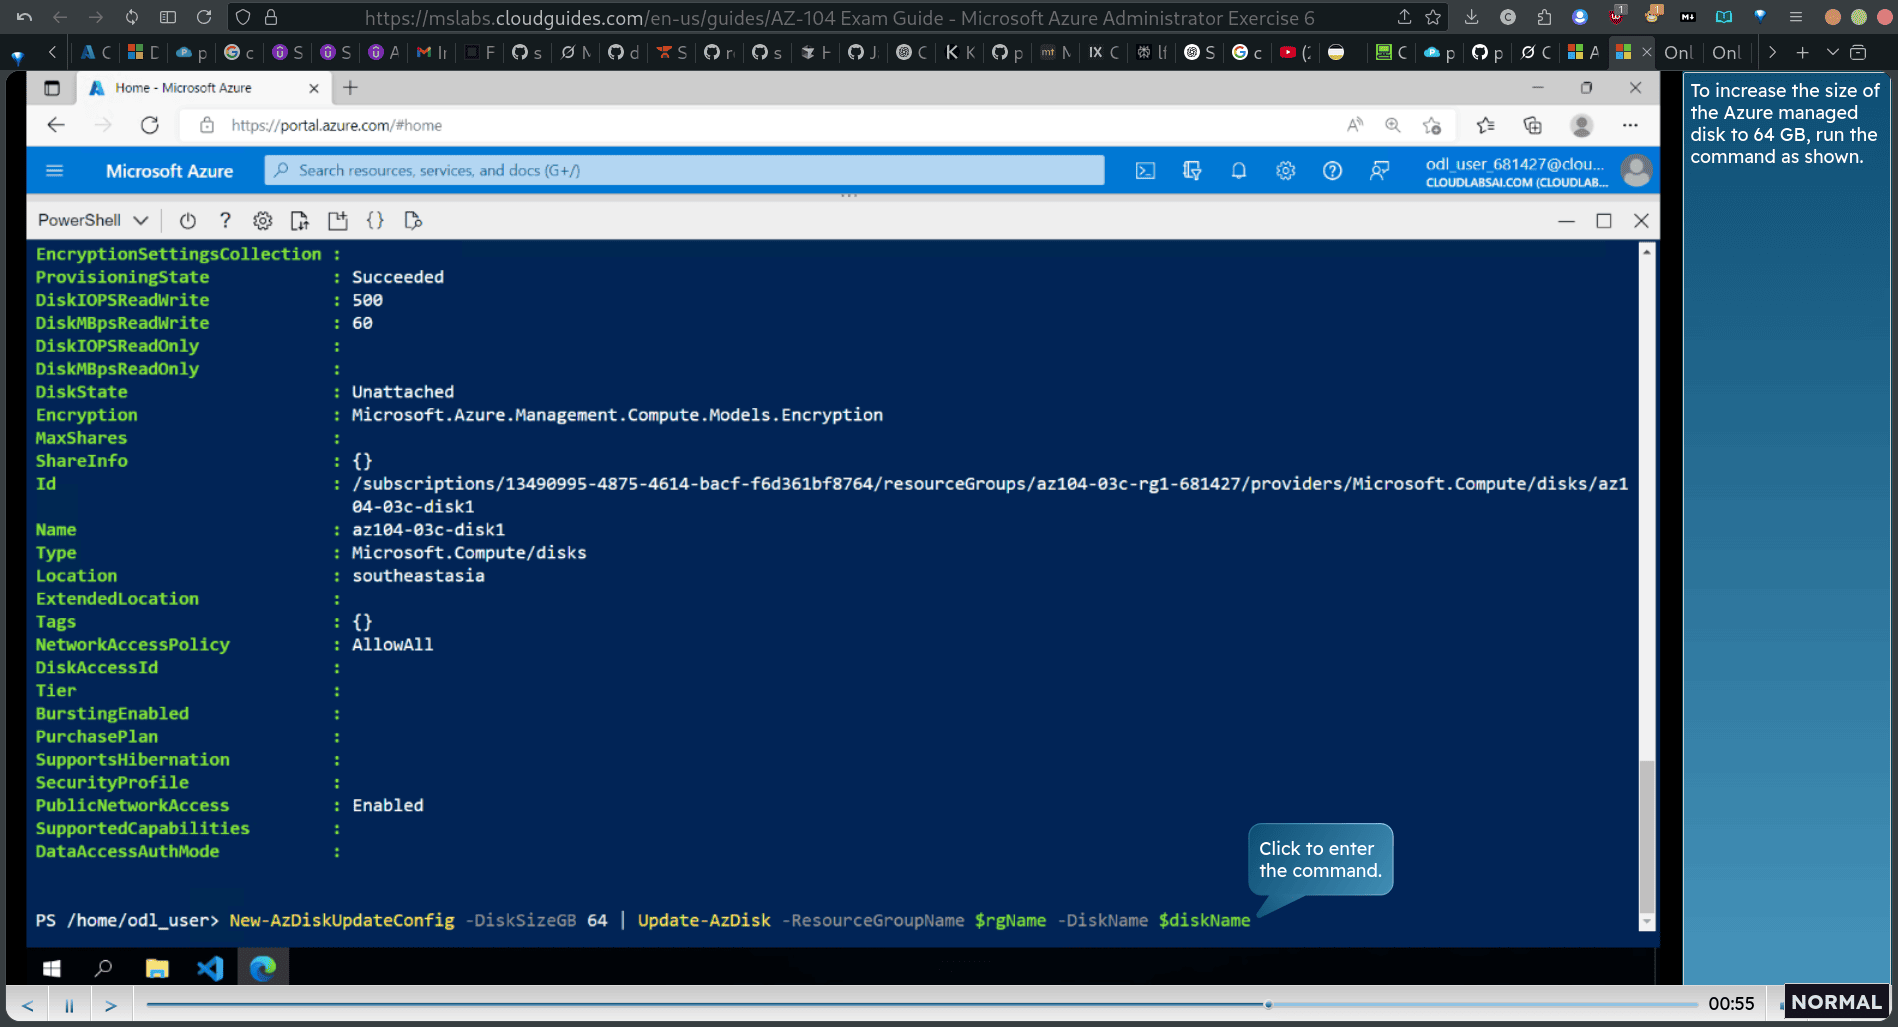 https://mslabs.cloudguides.com/en-us/guides/AZ-104 Exam Guide - Microsoft Azure Administrator Exercise 6
Home - Microsoft Azure
https://portal.azure.com/#home
Microsoft Azure
Search resources, services, and docs (G+/)
odl_user_681427@clou...
CLOUDLABSAI.COM (CLOUDLAB...
PowerShell
EncryptionSettingsCollection :
ProvisioningState : Succeeded
DiskIOPSReadWrite : 500
DiskMBpsReadWrite : 60
DiskIOPSReadOnly :
DiskMBpsReadOnly :
DiskState : Unattached
Encryption : Microsoft.Azure.Management.Compute.Models.Encryption
MaxShares :
ShareInfo : {}
Id : /subscriptions/13490995-4875-4614-bacf-f6d361bf8764/resourceGroups/az104-03c-rg1-681427/providers/Microsoft.Compute/disks/az1
04-03c-disk1
Name : az104-03c-disk1
Type : Microsoft.Compute/disks
Location : southeastasia
ExtendedLocation :
Tags : {}
NetworkAccessPolicy : AllowAll
DiskAccessId :
Tier :
BurstingEnabled :
PurchasePlan :
SupportsHibernation :
SecurityProfile :
PublicNetworkAccess : Enabled
SupportedCapabilities :
DataAccessAuthMode :
Click to enter
the command.
PS /home/odl_user> New-AzDiskUpdateConfig -DiskSizeGB 64 | Update-AzDisk -ResourceGroupName $rgName -DiskName $diskName
To increase the size of
the Azure managed
disk to 64 GB, run the
command as shown.
00:55
NORMAL